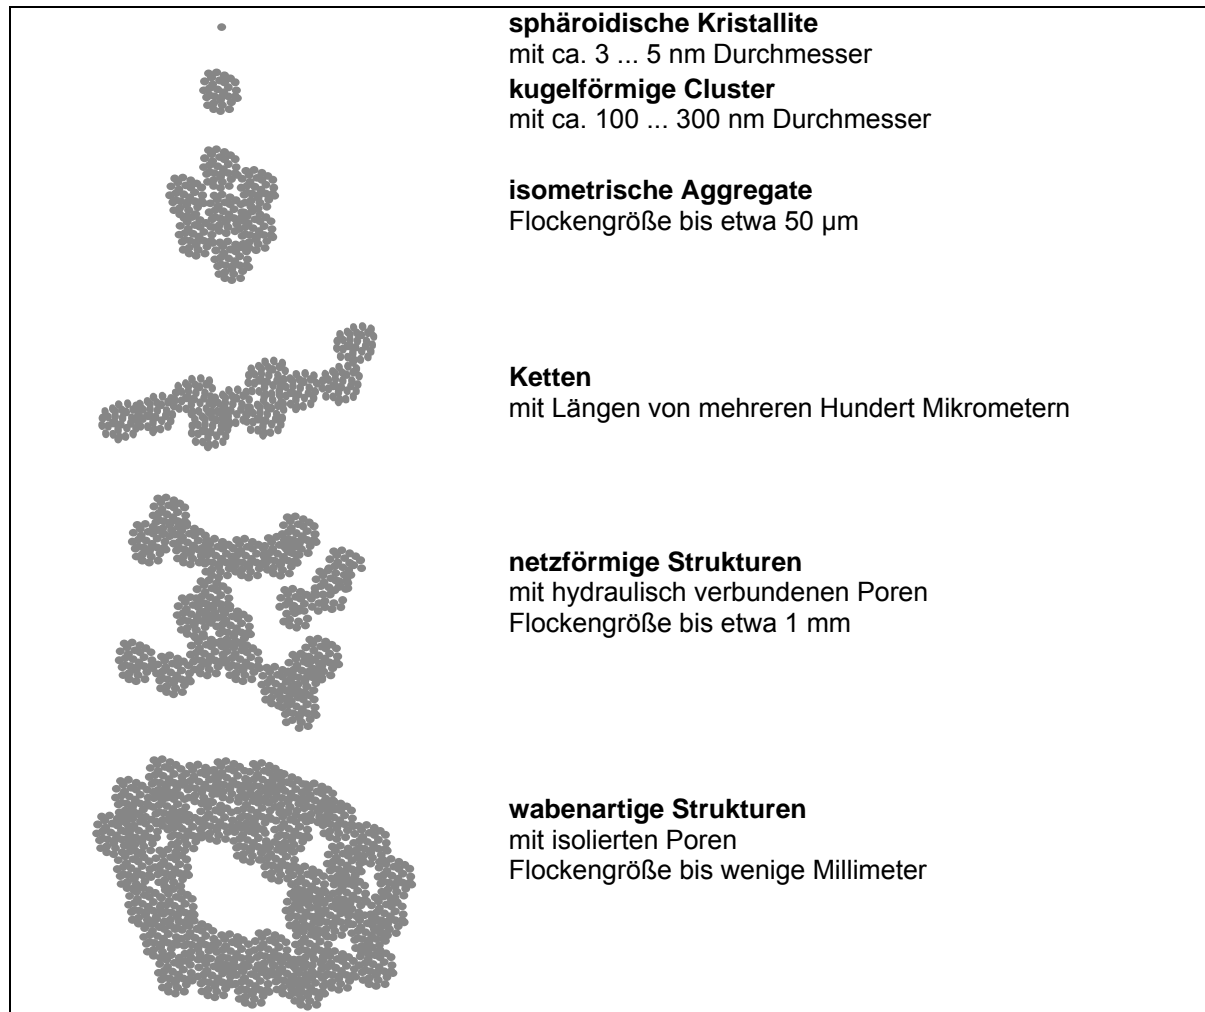 sphäroidische Kristallite
mit ca. 3 ... 5 nm Durchmesser
kugelförmige Cluster
mit ca. 100 ... 300 nm Durchmesser
isometrische Aggregate
Flockengröße bis etwa 50 µm
Ketten
mit Längen von mehreren Hundert Mikrometern
netzförmige Strukturen
mit hydraulisch verbundenen Poren
Flockengröße bis etwa 1 mm
wabenartige Strukturen
mit isolierten Poren
Flockengröße bis wenige Millimeter